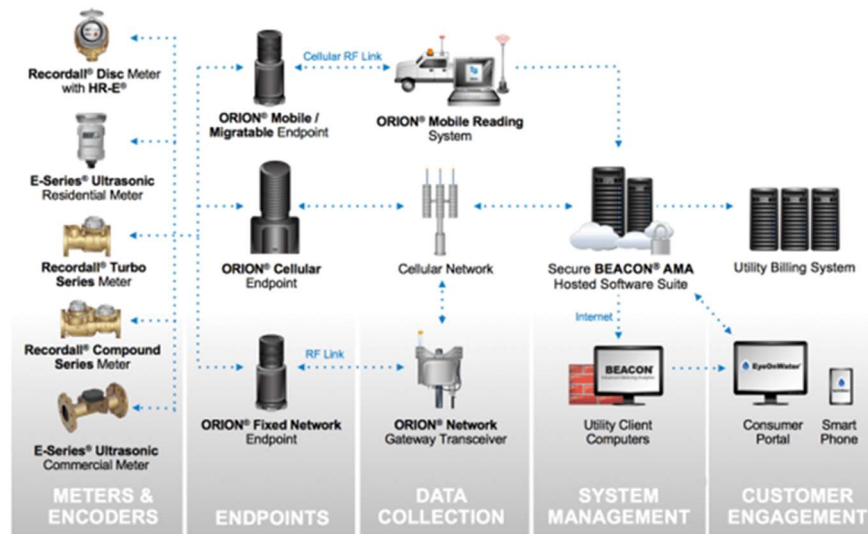 Recordall® Disc Meter
with HR-E®
E-Series® Ultrasonic
Residential Meter
Recordall® Turbo
Series Meter
Recordall® Compound
Series Meter
E-Series® Ultrasonic
Commercial Meter
METERS &
ENCODERS
ORION® Mobile /
Migratable Endpoint
ORION® Cellular
Endpoint
ORION® Fixed Network
Endpoint
ENDPOINTS
Cellular RF Link
RF Link
ORION® Mobile Reading
System
Cellular Network
ORION® Network
Gateway Transceiver
DATA
COLLECTION
Secure BEACON® AMA
Hosted Software Suite
Internet
BEACON
Utility Client
Computers
SYSTEM
MANAGEMENT
Utility Billing System
EyeOnWater
Consumer
Portal
Smart
Phone
CUSTOMER
ENGAGEMENT